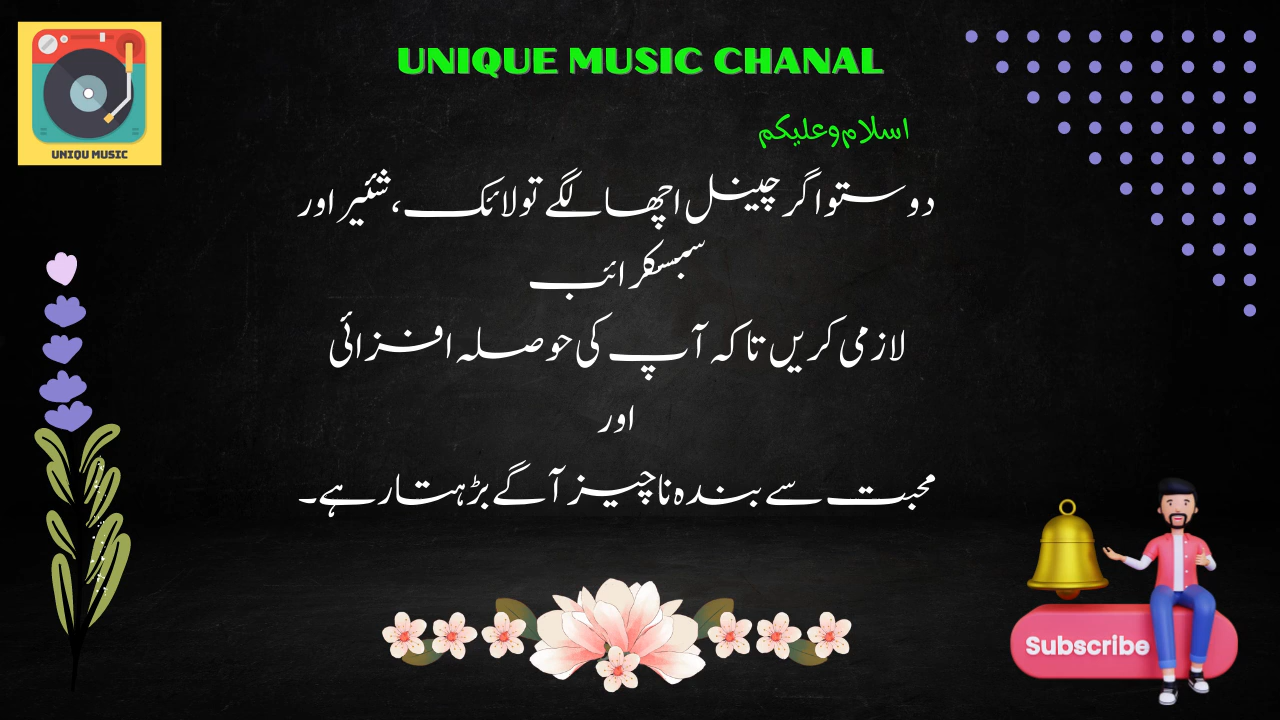 UNIQUE MUSIC CHANAL
UNIQU MUSIC
اسلام وعلیکم
دوستو اگر چینل اچھا لگے تو لائک، شئیر اور
سبسکرائب
لازمی کریں تاکہ آپ کی حوصلہ افزائی
اور
محبت سے بندہ ناچیز آگے بڑہتا رہے۔
Subscribe